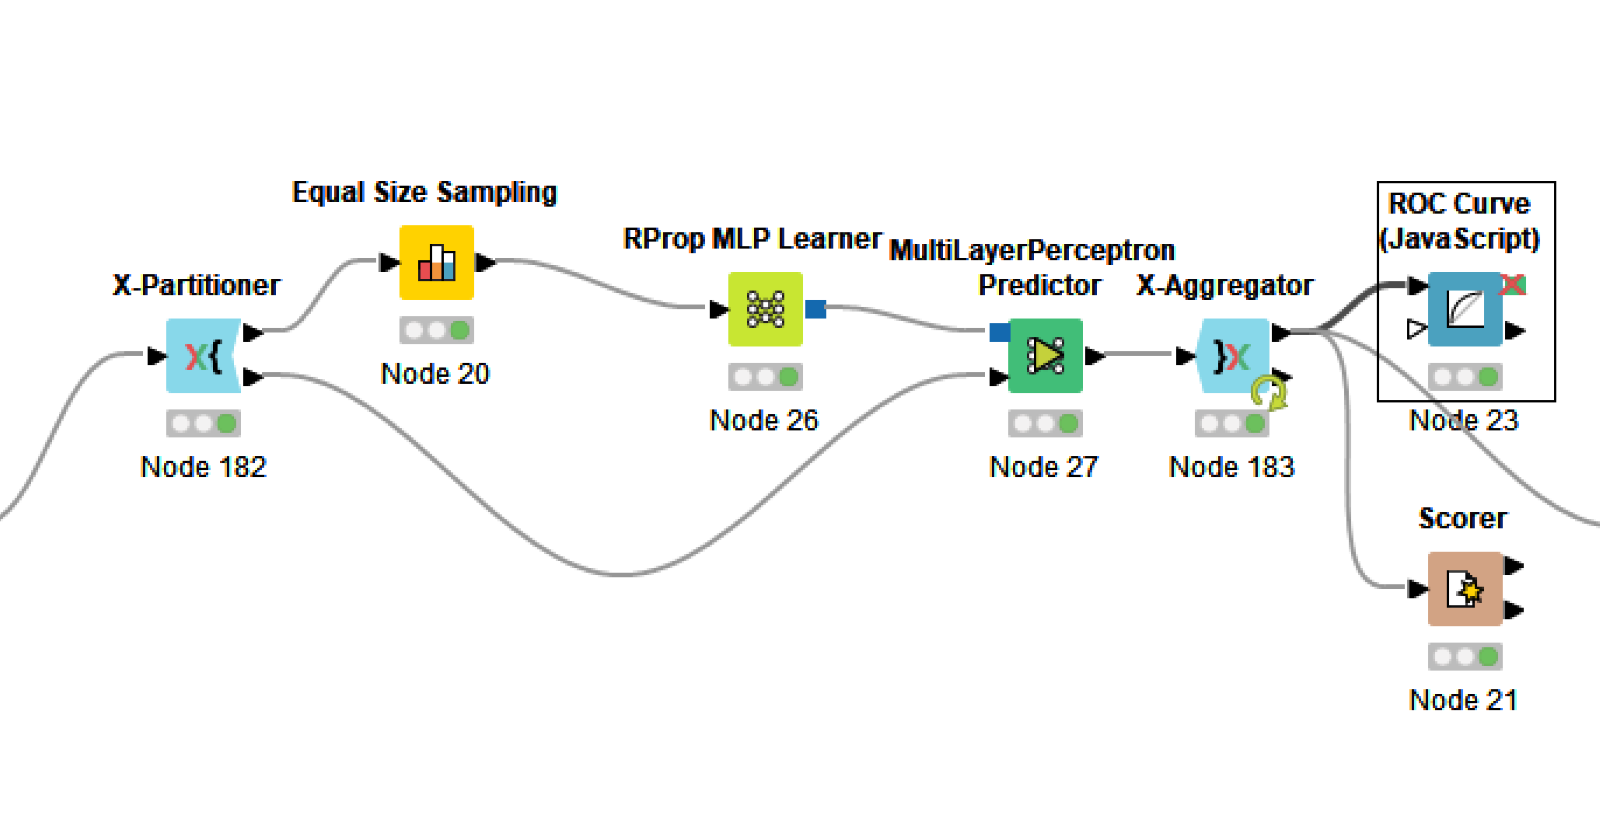 Equal Size Sampling
Node 20
X-Partitioner
Node 182
RProp MLP Learner
Node 26
MultiLayerPerceptron
Predictor
Node 27
X-Aggregator
Node 183
ROC Curve
(JavaScript)
Node 23
Scorer
Node 21